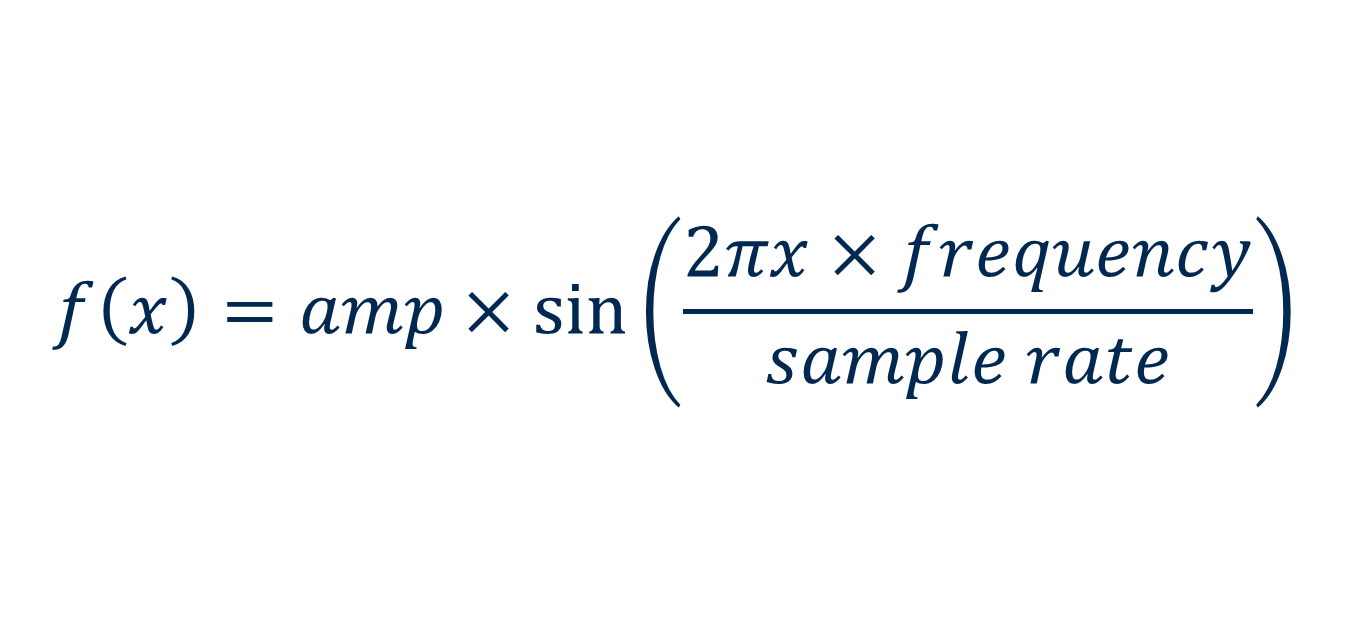 f(x) = amp × sin(2πx × frequency / sample rate)